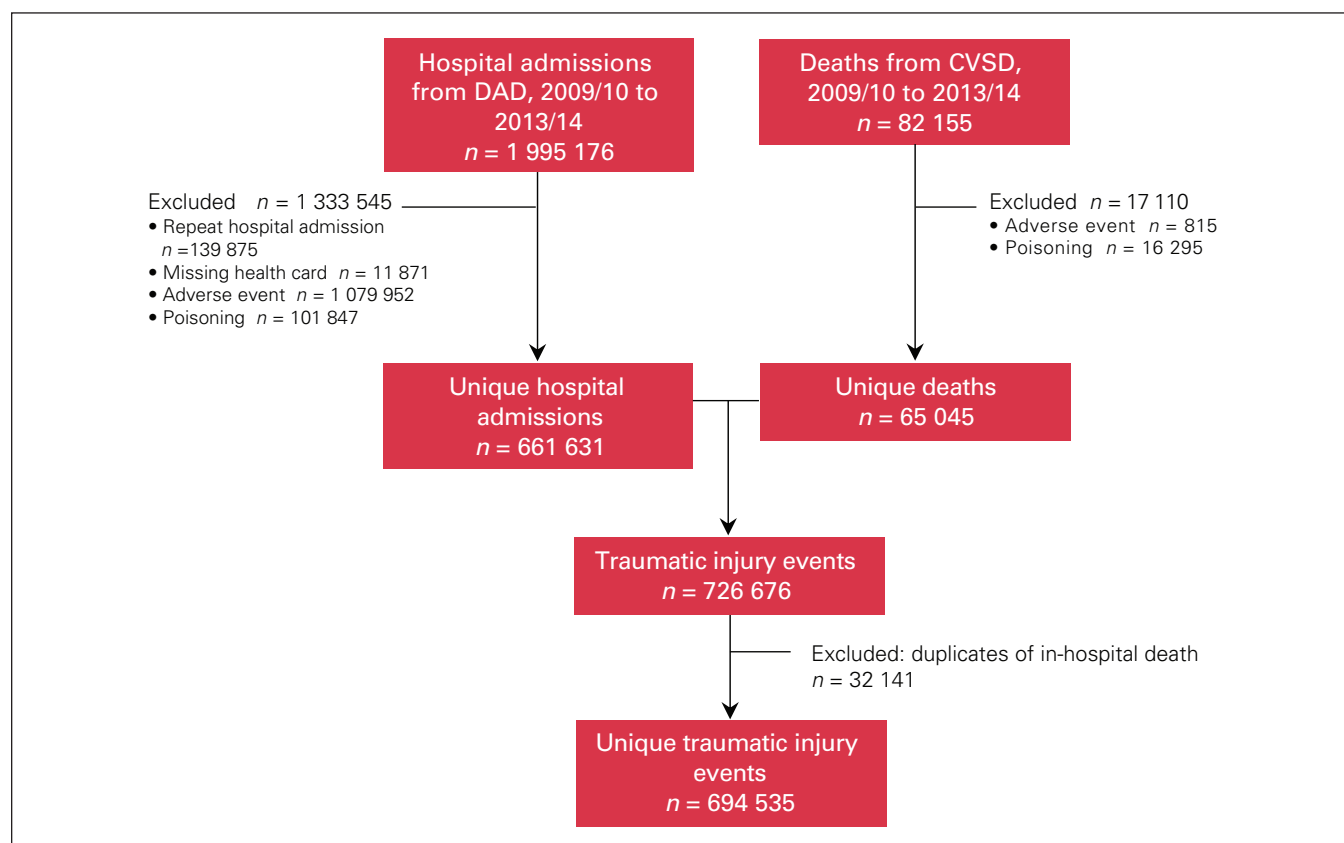 Hospital admissions
from DAD, 2009/10 to
2013/14
n = 1 995 176
Deaths from CVSD,
2009/10 to 2013/14
n = 82 155
Excluded n = 1 333 545
• Repeat hospital admission
n =139 875
• Missing health card n = 11 871
• Adverse event n = 1 079 952
• Poisoning n = 101 847
Excluded n = 17 110
• Adverse event n = 815
• Poisoning n = 16 295
Unique hospital
admissions
n = 661 631
Unique deaths
n = 65 045
Traumatic injury events
n = 726 676
Excluded: duplicates of in-hospital death
n = 32 141
Unique traumatic injury
events
n = 694 535